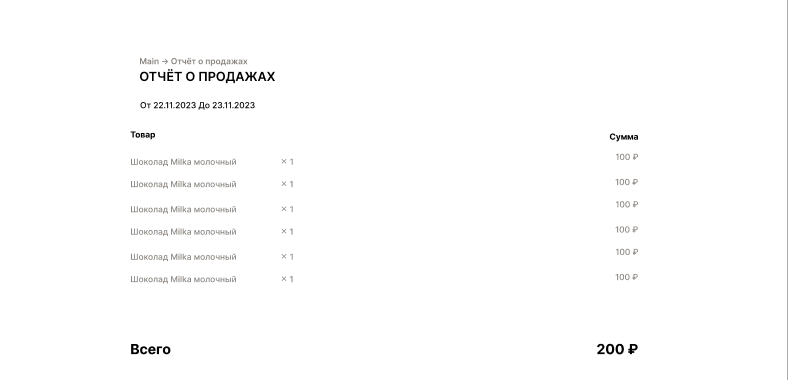 Main → Отчёт о продажах
ОТЧЁТ О ПРОДАЖАХ
От 22.11.2023 До 23.11.2023
Товар Сумма
Шоколад Milka молочный × 1 100 ₽
Шоколад Milka молочный × 1 100 ₽
Шоколад Milka молочный × 1 100 ₽
Шоколад Milka молочный × 1 100 ₽
Шоколад Milka молочный × 1 100 ₽
Шоколад Milka молочный × 1 100 ₽
Всего 200 ₽